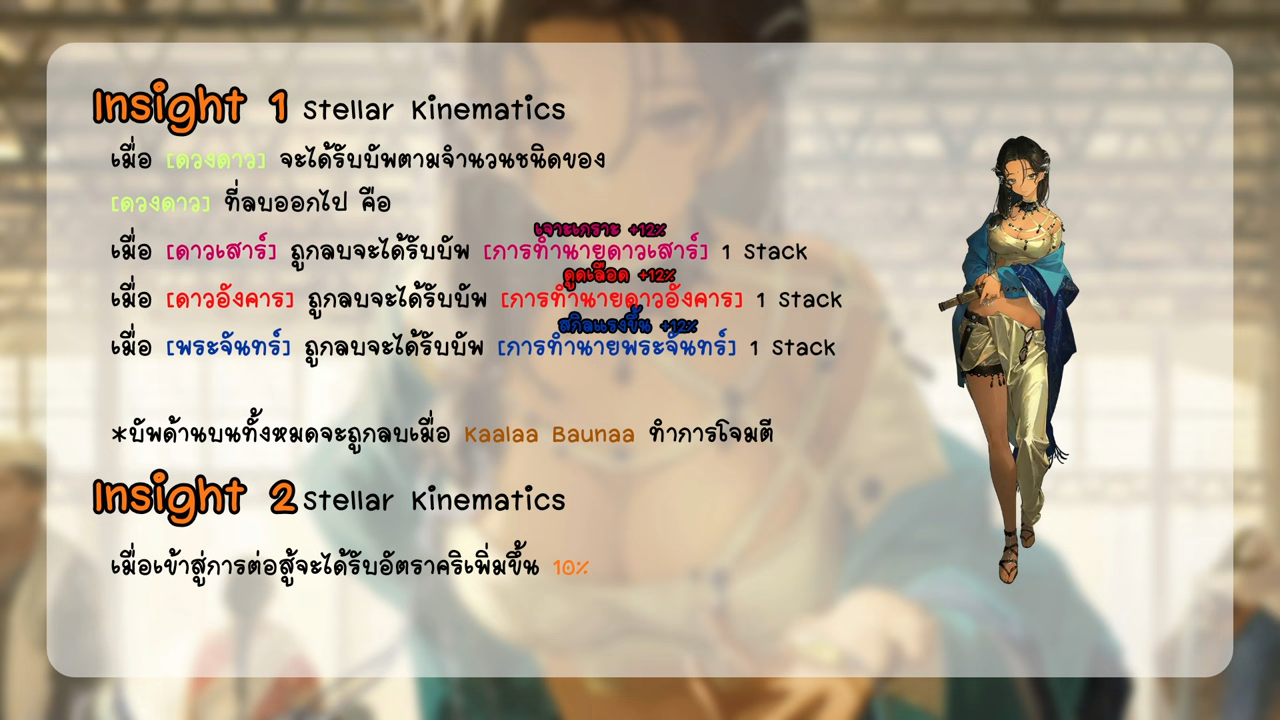 Insight 1 Stellar Kinematics
เมื่อ [ดวงดาว] จะได้รับบัพตามจำนวนชนิดของ
[ดวงดาว] ที่ลบออกไป คือ
เจาะเกราะ +12%
เมื่อ [ดาวเสาร์] ถูกลบจะได้รับบัพ [การทำนายดาวเสาร์] 1 Stack
ดูดเลือด +12%
เมื่อ [ดาวอังคาร] ถูกลบจะได้รับบัพ [การทำนายดาวอังคาร] 1 Stack
สกิลแรงขึ้น +12%
เมื่อ [พระจันทร์] ถูกลบจะได้รับบัพ [การทำนายพระจันทร์] 1 Stack
*บัพด้านบนทั้งหมดจะถูกลบเมื่อ Kaalaa Baunaa ทำการโจมตี
Insight 2 Stellar Kinematics
เมื่อเข้าสู่การต่อสู้จะได้รับอัตราคริเพิ่มขึ้น 10%